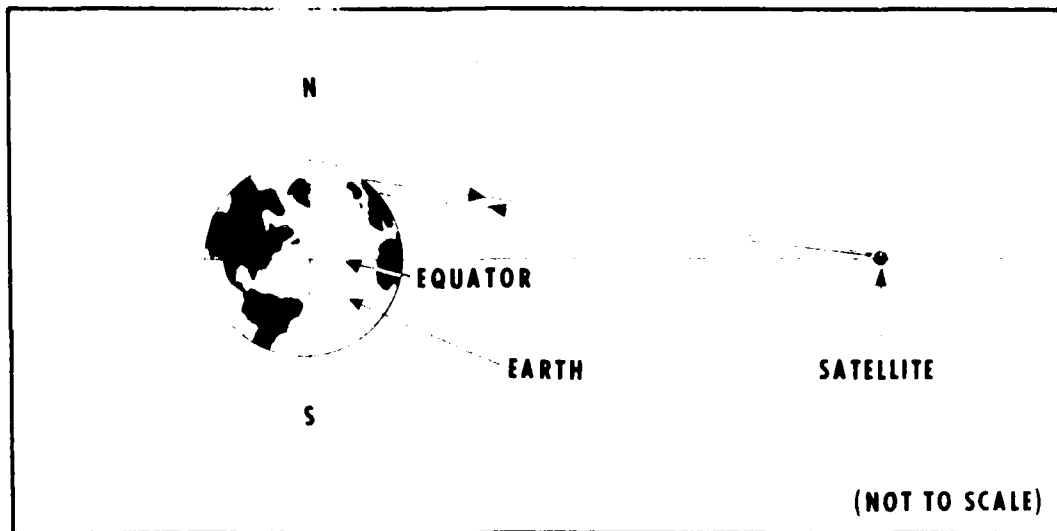 N
EQUATOR
EARTH
SATELLITE
S
(NOT TO SCALE)